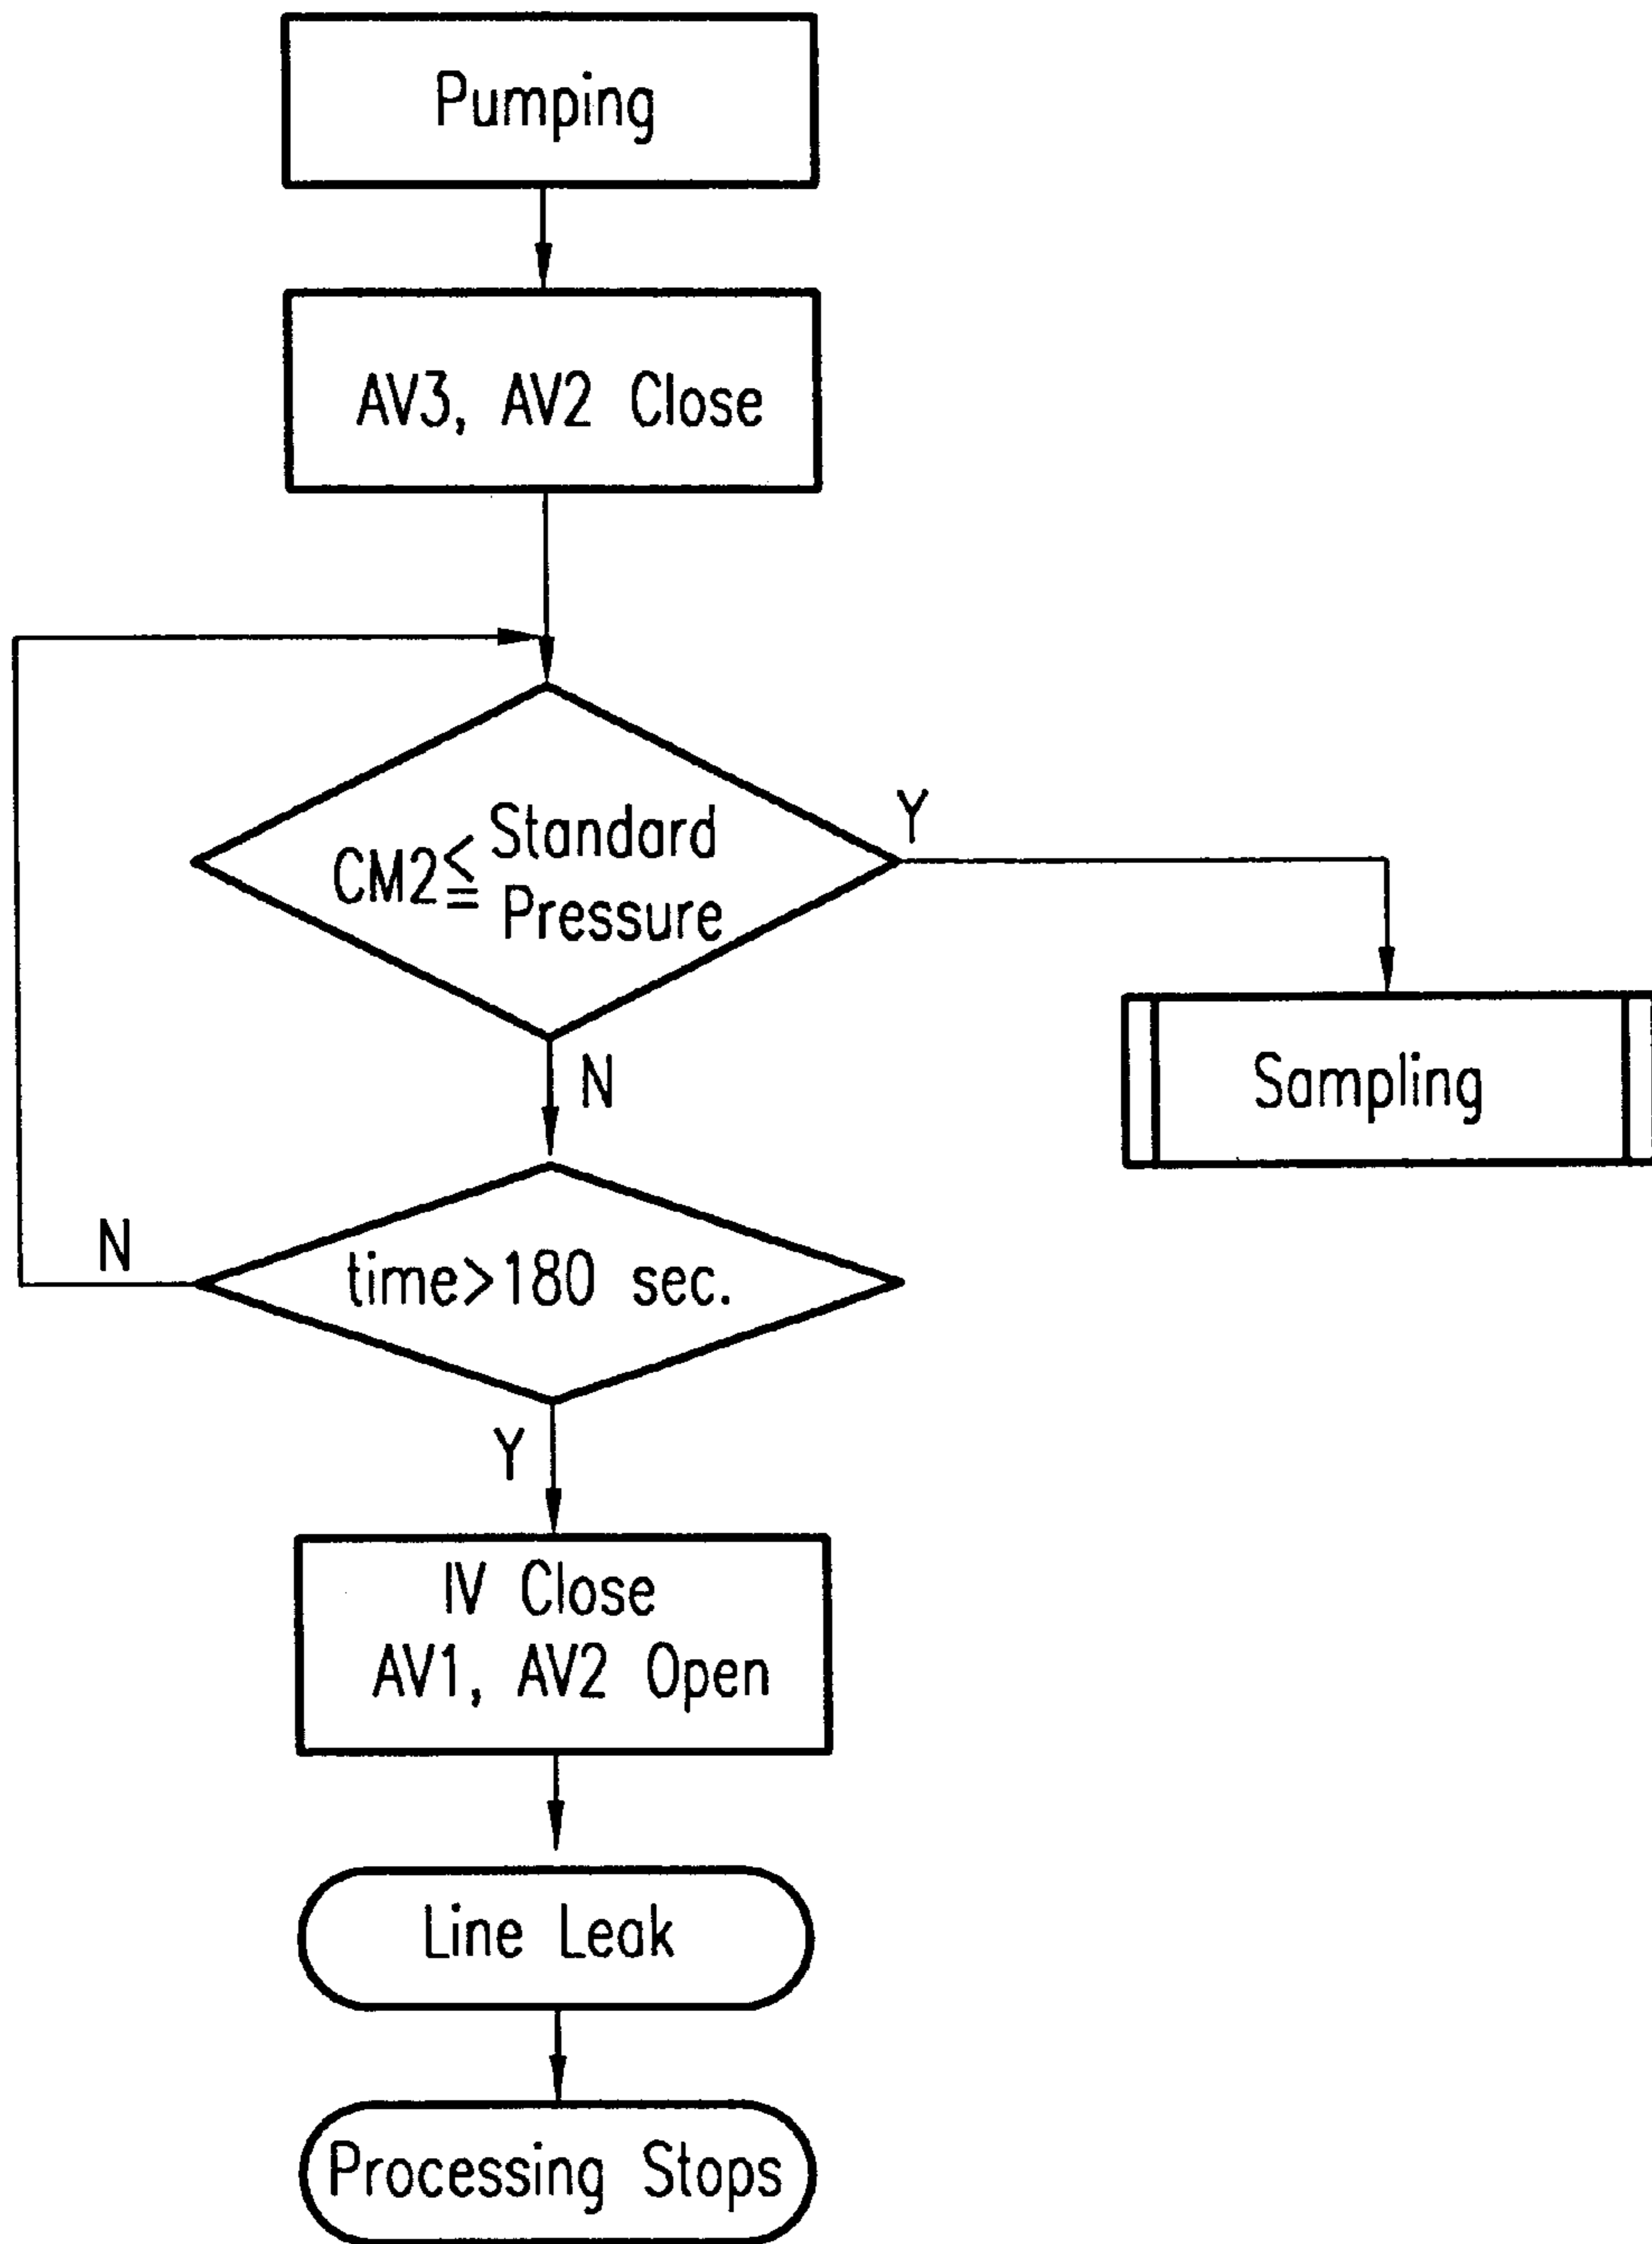 Pumping
AV3, AV2 Close
CM2≦ Standard
Pressure
Y
N
Sampling
time>180 sec.
N
Y
IV Close
AV1, AV2 Open
Line Leak
Processing Stops